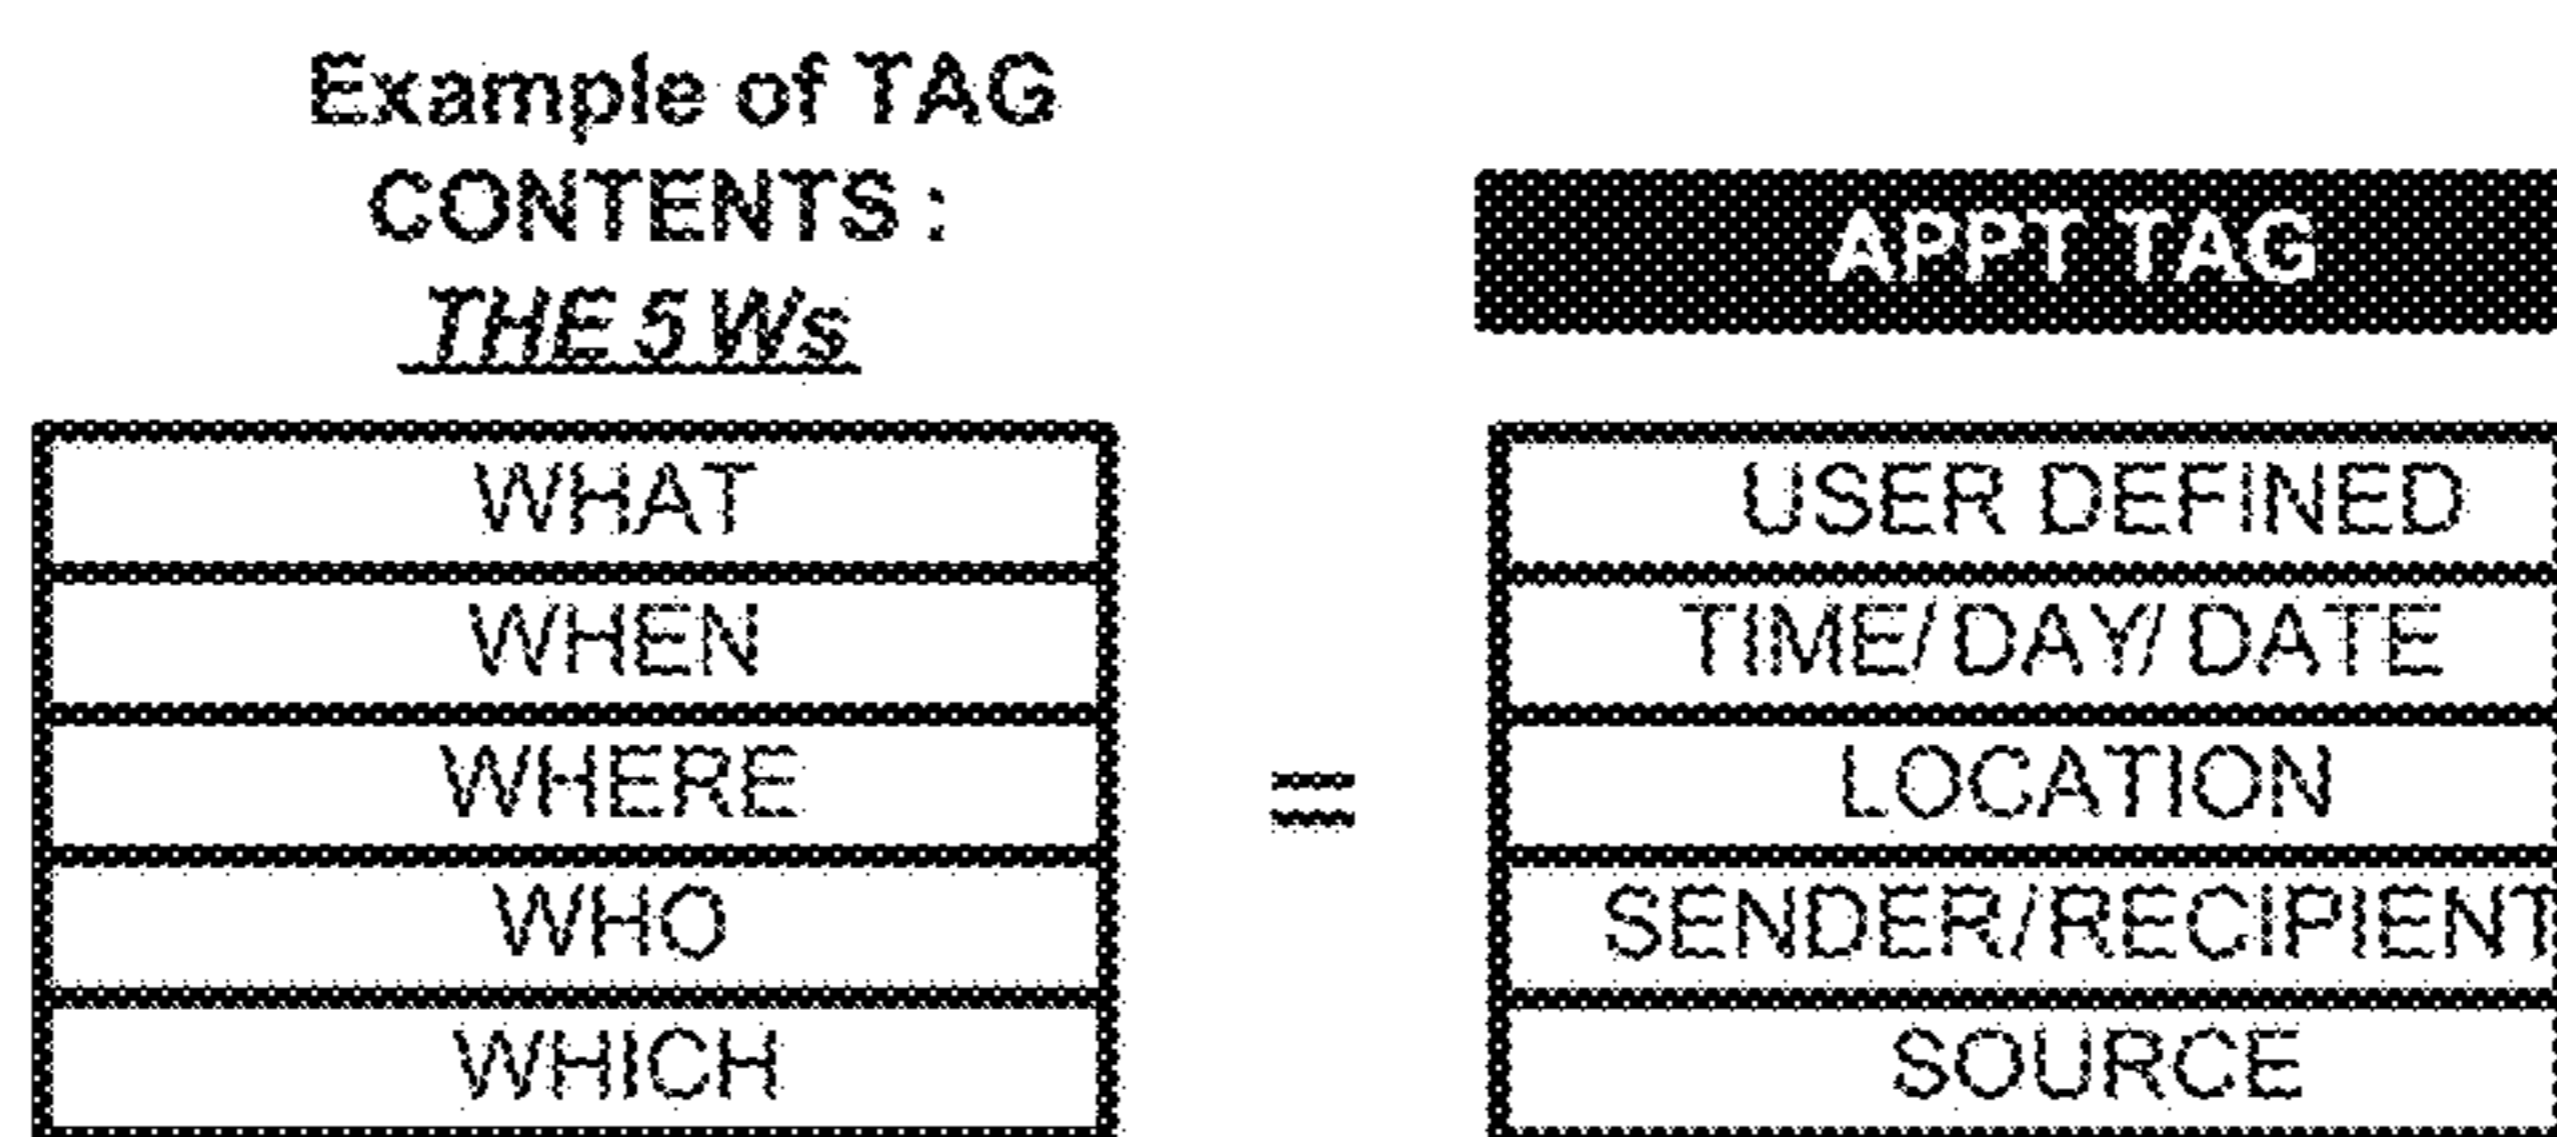 Example of TAG
CONTENTS :
THE 5 Ws
WHAT
WHEN
WHERE
WHO
WHICH
=
APPT TAG
USER DEFINED
TIME/ DAY/ DATE
LOCATION
SENDER/RECIPIENT
SOURCE